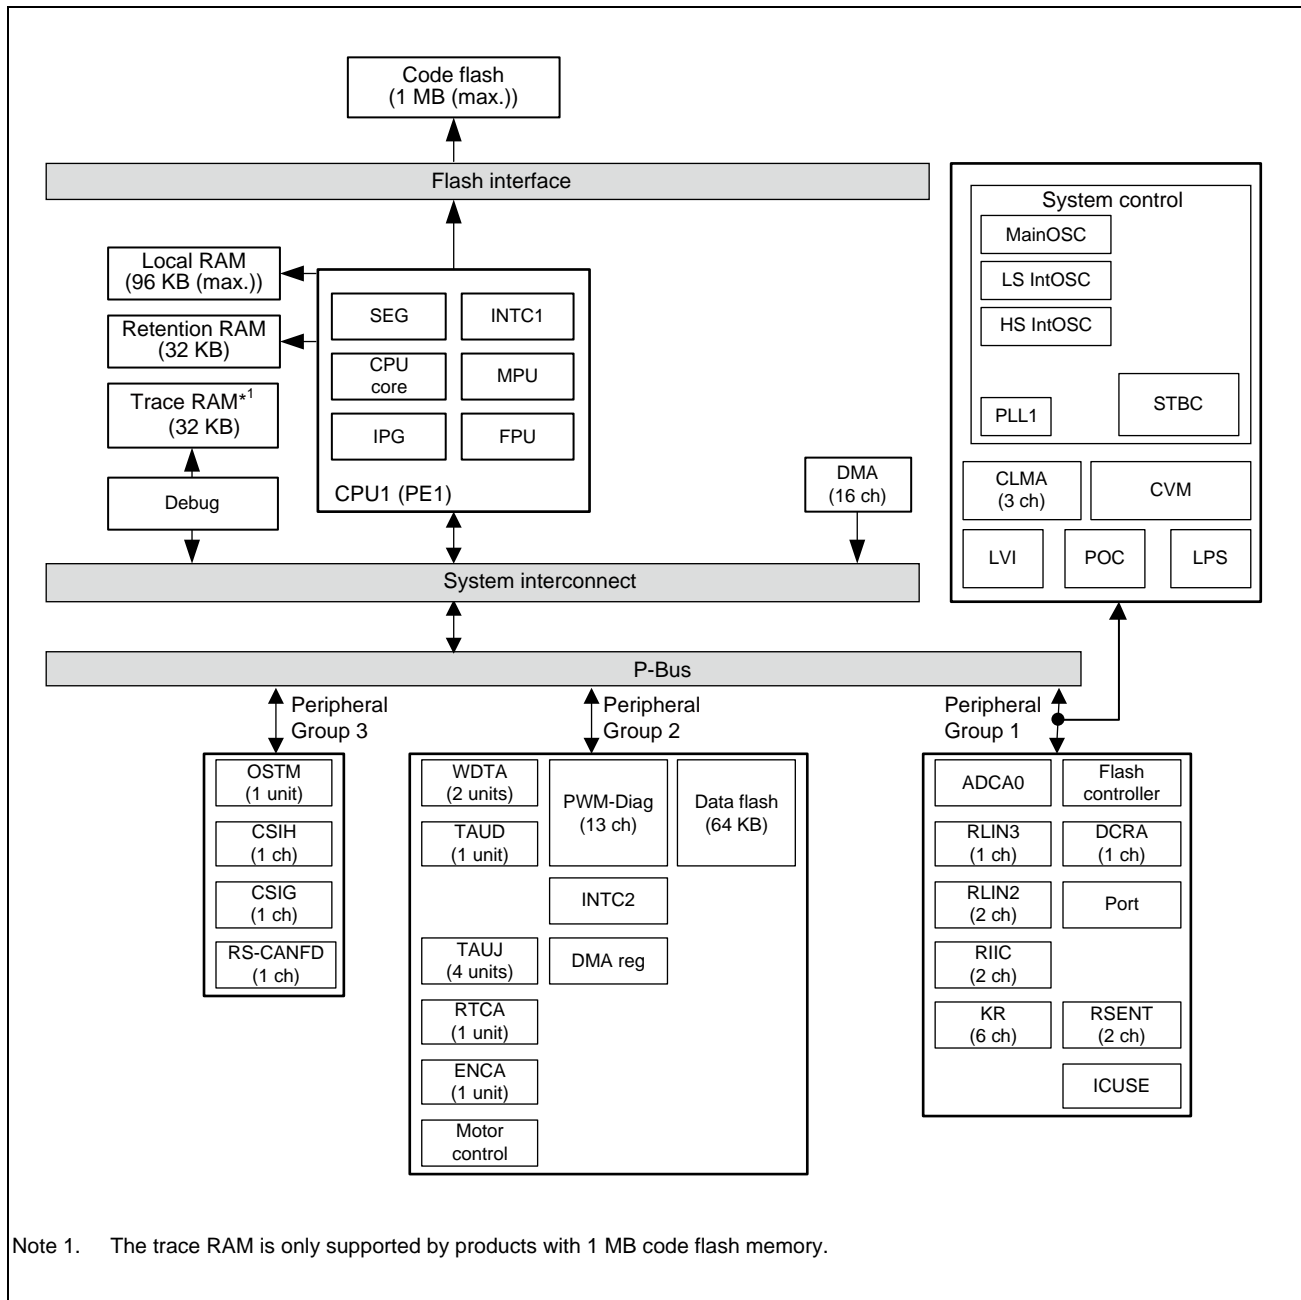 Code flash
(1 MB (max.))
Flash interface
Local RAM
(96 KB (max.))
Retention RAM
(32 KB)
Trace RAM*1
(32 KB)
Debug
SEG
INTC1
CPU
core
MPU
IPG
FPU
CPU1 (PE1)
DMA
(16 ch)
System control
MainOSC
LS IntOSC
HS IntOSC
PLL1
STBC
CLMA
(3 ch)
CVM
LVI
POC
LPS
System interconnect
P-Bus
Peripheral
Group 3
OSTM
(1 unit)
CSIH
(1 ch)
CSIG
(1 ch)
RS-CANFD
(1 ch)
Peripheral
Group 2
WDTA
(2 units)
TAUD
(1 unit)
TAUJ
(4 units)
RTCA
(1 unit)
ENCA
(1 unit)
Motor
control
PWM-Diag
(13 ch)
INTC2
DMA reg
Data flash
(64 KB)
Peripheral
Group 1
ADCA0
RLIN3
(1 ch)
RLIN2
(2 ch)
RIIC
(2 ch)
KR
(6 ch)
Flash
controller
DCRA
(1 ch)
Port
RSENT
(2 ch)
ICUSE
Note 1. The trace RAM is only supported by products with 1 MB code flash memory.